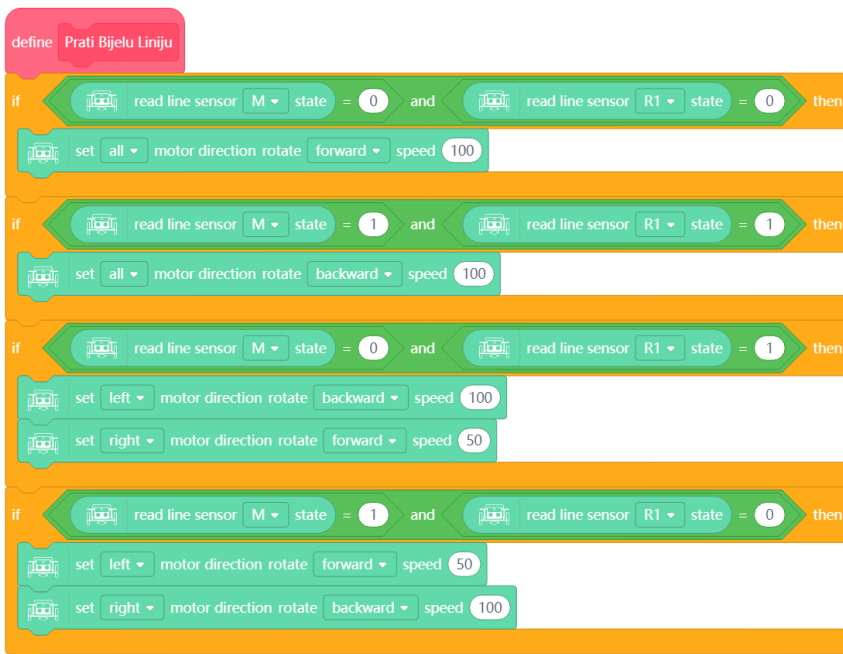 define Prati Bijelu Liniju
if read line sensor M state = 0 and read line sensor R1 state = 0 then
set all motor direction rotate forward speed 100
if read line sensor M state = 1 and read line sensor R1 state = 1 then
set all motor direction rotate backward speed 100
if read line sensor M state = 0 and read line sensor R1 state = 1 then
set left motor direction rotate backward speed 100
set right motor direction rotate forward speed 50
if read line sensor M state = 1 and read line sensor R1 state = 0 then
set left motor direction rotate forward speed 50
set right motor direction rotate backward speed 100